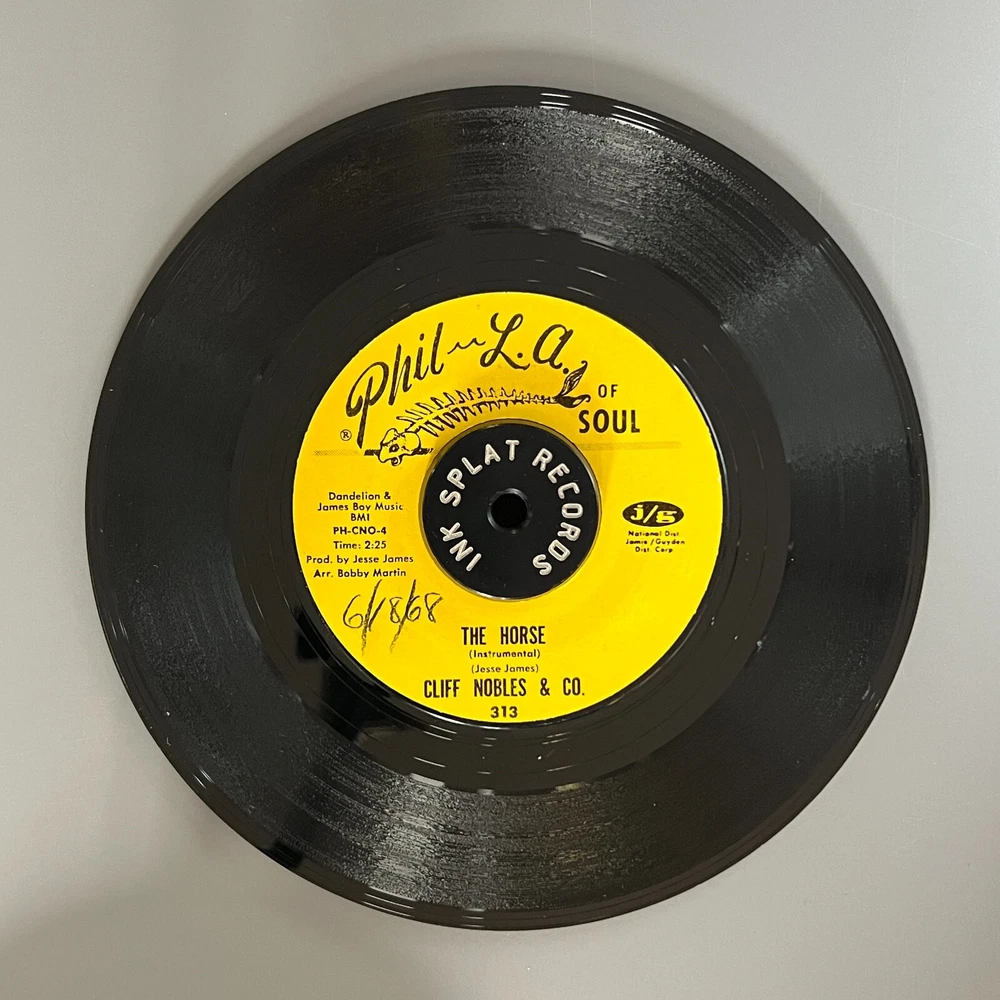 Phil-L.A.
OF
SOUL
®
INK SPLAT RECORDS
Dandelion &
James Boy Music
BMI
PH-CNO-4
Time: 2:25
Prod. by Jesse James
Arr. Bobby Martin
j/g
National Dist.
Jamie/Guyden
Dist. Corp
6/18/68
THE HORSE
(Instrumental)
(Jesse James)
CLIFF NOBLES & CO.
313